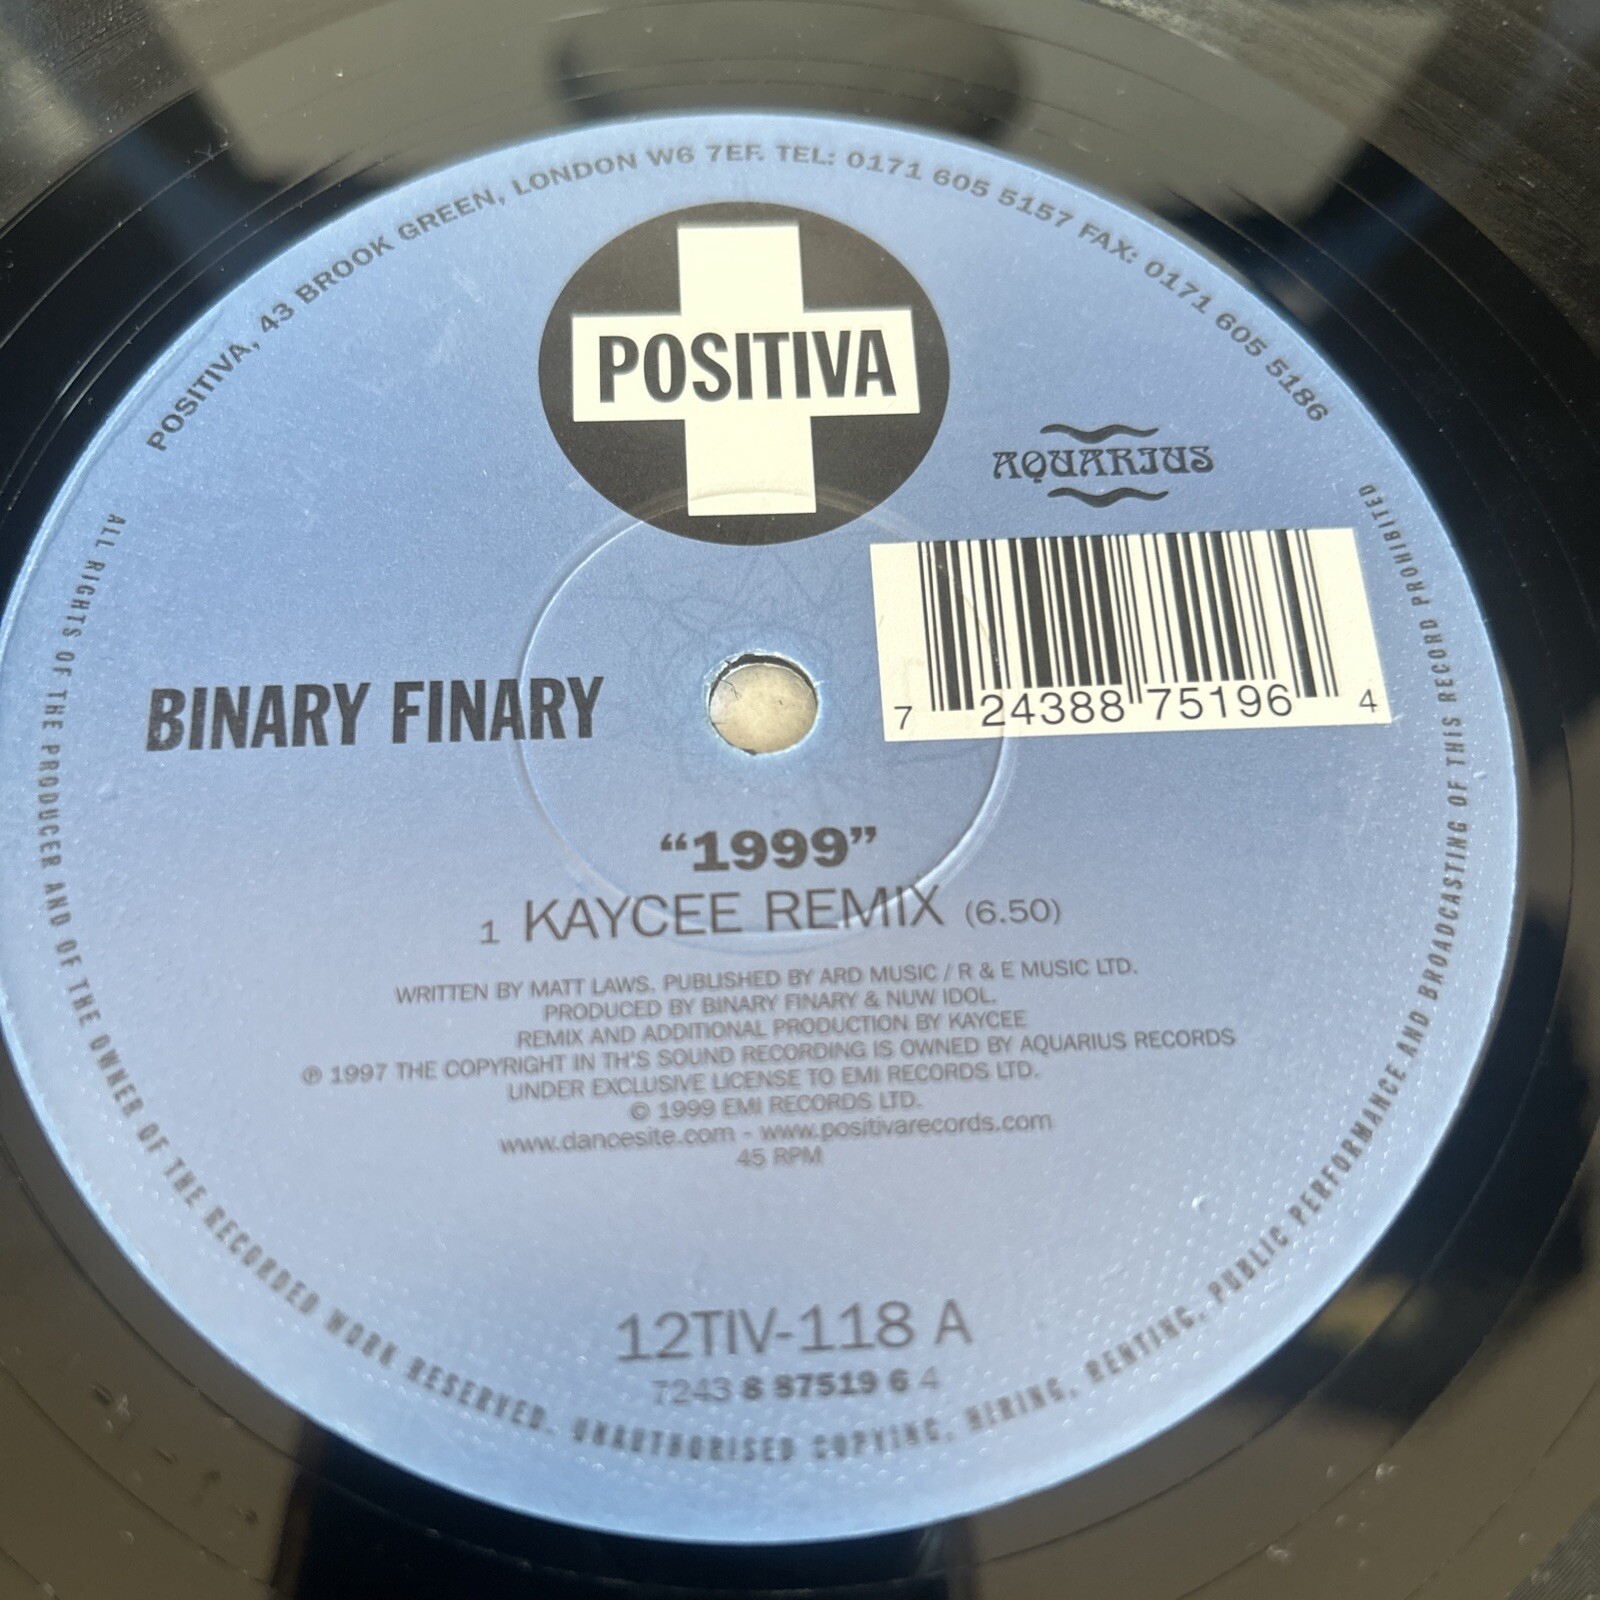 POSITIVA, 43 BROOK GREEN, LONDON W6 7EF. TEL: 0171 605 5157 FAX: 0171 605 5186
POSITIVA
AQUARIUS
7 24388 75196 4
BINARY FINARY
“1999”
1 KAYCEE REMIX (6.50)
WRITTEN BY MATT LAWS. PUBLISHED BY ARD MUSIC / R & E MUSIC LTD.
PRODUCED BY BINARY FINARY & NUW IDOL.
REMIX AND ADDITIONAL PRODUCTION BY KAYCEE
℗ 1997 THE COPYRIGHT IN TH'S SOUND RECORDING IS OWNED BY AQUARIUS RECORDS
UNDER EXCLUSIVE LICENSE TO EMI RECORDS LTD.
© 1999 EMI RECORDS LTD.
www.dancesite.com - www.positivarecords.com
45 RPM
12TIV-118 A
7243 8 87519 6 4
ALL RIGHTS OF THE PRODUCER AND OF THE OWNER OF THE RECORDED WORK RESERVED. UNAUTHORISED COPYING, HIRING, RENTING, PUBLIC PERFORMANCE AND BROADCASTING OF THIS RECORD PROHIBITED